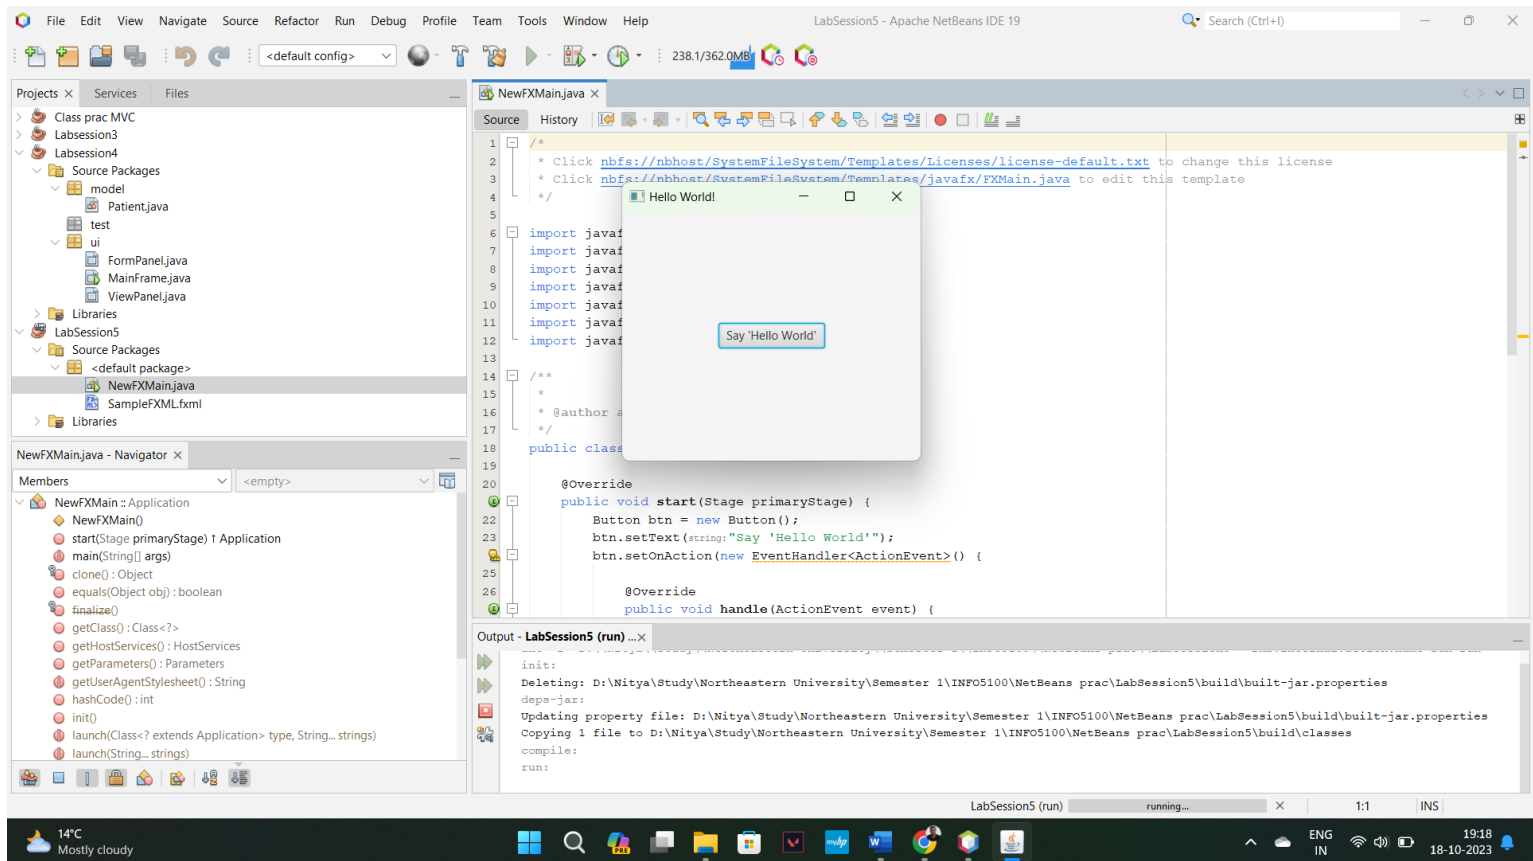 File Edit View Navigate Source Refactor Run Debug Profile Team Tools Window Help
LabSession5 - Apache NetBeans IDE 19
Search (Ctrl+I)
<default config>
238.1/362.0MB
Projects
Services
Files
Class prac MVC
Labsession3
Labsession4
Source Packages
model
Patient.java
test
ui
FormPanel.java
MainFrame.java
ViewPanel.java
Libraries
LabSession5
Source Packages
<default package>
NewFXMain.java
SampleFXML.fxml
Libraries
NewFXMain.java - Navigator
Members
<empty>
NewFXMain :: Application
NewFXMain()
start(Stage primaryStage) ↑ Application
main(String[] args)
clone() : Object
equals(Object obj) : boolean
finalize()
getClass() : Class<?>
getHostServices() : HostServices
getParameters() : Parameters
getUserAgentStylesheet() : String
hashCode() : int
init()
launch(Class<? extends Application> type, String... strings)
launch(String... strings)
NewFXMain.java
Source History
1 /*
2 * Click nbfs://nbhost/SystemFileSystem/Templates/Licenses/license-default.txt to change this license
3 * Click nbfs://nbhost/SystemFileSystem/Templates/javafx/FXMain.java to edit this template
4 */
5
6 import javaf
7 import javaf
8 import javaf
9 import javaf
10 import javaf
11 import javaf
12 import javaf
13
14 /**
15 *
16 * @author a
17 */
18 public class
19
20 @Override
public void start(Stage primaryStage) {
22 Button btn = new Button();
23 btn.setText(string:"Say 'Hello World'");
btn.setOnAction(new EventHandler<ActionEvent>() {
25
26 @Override
public void handle(ActionEvent event) {
Hello World!
Say 'Hello World'
Output - LabSession5 (run) ...
init:
Deleting: D:\Nitya\Study\Northeastern University\Semester 1\INFO5100\NetBeans prac\LabSession5\build\built-jar.properties
deps-jar:
Updating property file: D:\Nitya\Study\Northeastern University\Semester 1\INFO5100\NetBeans prac\LabSession5\build\built-jar.properties
Copying 1 file to D:\Nitya\Study\Northeastern University\Semester 1\INFO5100\NetBeans prac\LabSession5\build\classes
compile:
run:
LabSession5 (run)
running...
1:1
INS
14°C
Mostly cloudy
PRE
myhp
ENG
IN
19:18
18-10-2023